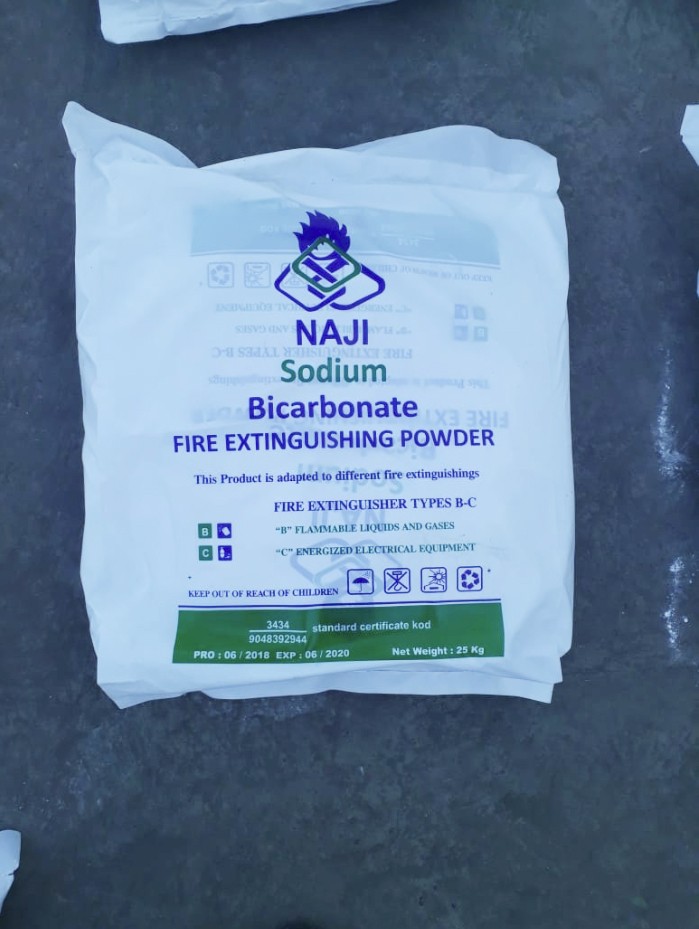 NAJI
Sodium
Bicarbonate
FIRE EXTINGUISHING POWDER
This Product is adapted to different fire extinguishings
FIRE EXTINGUISHER TYPES B-C
B "B" FLAMMABLE LIQUIDS AND GASES
C "C" ENERGIZED ELECTRICAL EQUIPMENT
KEEP OUT OF REACH OF CHILDREN
3434
9048392944
standard certificate kod
PRO : 06 / 2018 EXP : 06 / 2020 Net Weight : 25 Kg